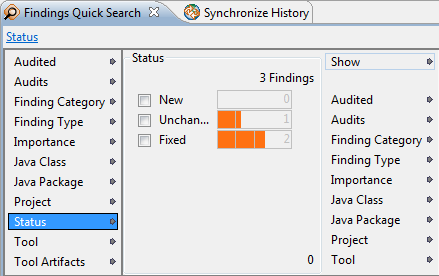 Findings Quick Search
Synchronize History
Status
Audited
Audits
Finding Category
Finding Type
Importance
Java Class
Java Package
Project
Status
Tool
Tool Artifacts
Status
3 Findings
New 0
Unchan... 1
Fixed 2
0
Show
Audited
Audits
Finding Category
Finding Type
Importance
Java Class
Java Package
Project
Tool